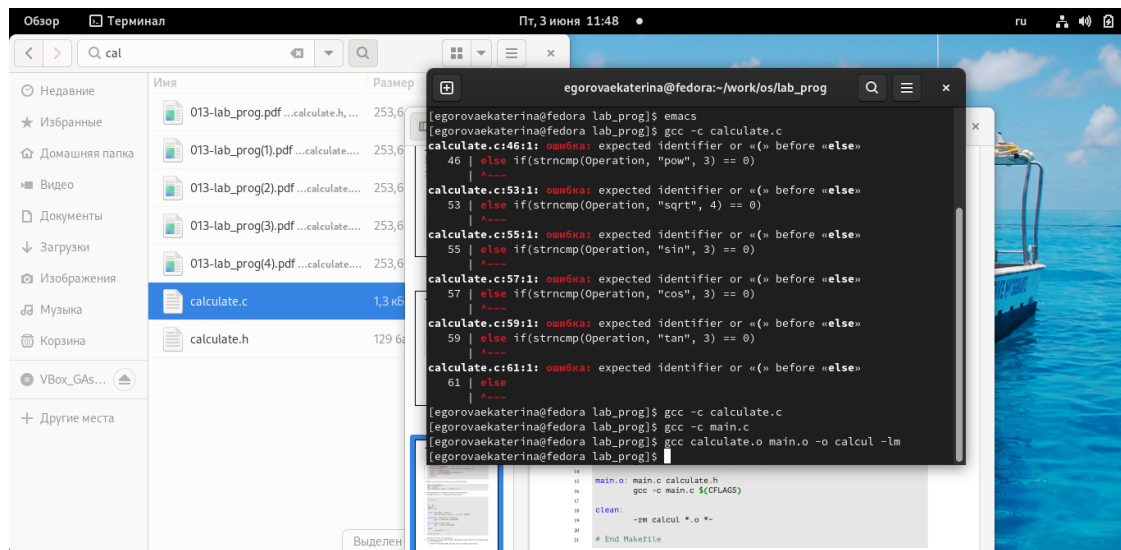 Обзор
Терминал
Пт, 3 июня 11:48
ru
cal
Недавние
Избранные
Домашняя папка
Видео
Документы
Загрузки
Изображения
Музыка
Корзина
VBox_GAs...
Другие места
Имя
Размер
013-lab_prog.pdf ...calculate.h, ...
253,6
013-lab_prog(1).pdf ...calculate....
253,6
013-lab_prog(2).pdf ...calculate....
253,6
013-lab_prog(3).pdf ...calculate....
253,6
013-lab_prog(4).pdf ...calculate....
253,6
calculate.c
1,3 кБ
calculate.h
129 ба
Выделен
egorovaekaterina@fedora:~/work/os/lab_prog
[egorovaekaterina@fedora lab_prog]$ emacs
[egorovaekaterina@fedora lab_prog]$ gcc -c calculate.c
calculate.c:46:1: ошибка: expected identifier or «(» before «else»
46 | else if(strncmp(Operation, "pow", 3) == 0)
| ^~~~
calculate.c:53:1: ошибка: expected identifier or «(» before «else»
53 | else if(strncmp(Operation, "sqrt", 4) == 0)
| ^~~~
calculate.c:55:1: ошибка: expected identifier or «(» before «else»
55 | else if(strncmp(Operation, "sin", 3) == 0)
| ^~~~
calculate.c:57:1: ошибка: expected identifier or «(» before «else»
57 | else if(strncmp(Operation, "cos", 3) == 0)
| ^~~~
calculate.c:59:1: ошибка: expected identifier or «(» before «else»
59 | else if(strncmp(Operation, "tan", 3) == 0)
| ^~~~
calculate.c:61:1: ошибка: expected identifier or «(» before «else»
61 | else
| ^~~~
[egorovaekaterina@fedora lab_prog]$ gcc -c calculate.c
[egorovaekaterina@fedora lab_prog]$ gcc -c main.c
[egorovaekaterina@fedora lab_prog]$ gcc calculate.o main.o -o calcul -lm
[egorovaekaterina@fedora lab_prog]$
14
15 main.o: main.c calculate.h
16 gcc -c main.c $(CFLAGS)
17
18 clean:
19 -rm calcul *.o *~
20
21 # End Makefile